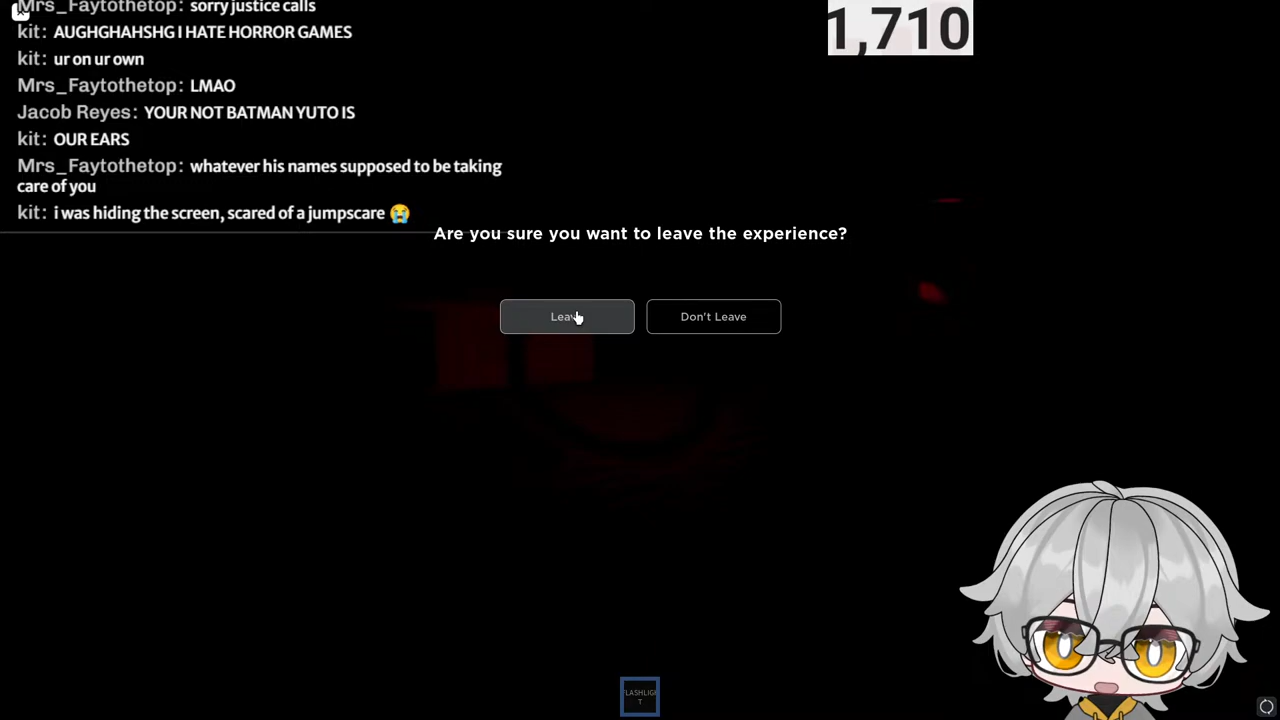 Mrs_Faytothetop: sorry justice calls
1,710
kit: AUGHGHAHSHG I HATE HORROR GAMES
kit: ur on ur own
Mrs_Faytothetop: LMAO
Jacob Reyes: YOUR NOT BATMAN YUTO IS
kit: OUR EARS
Mrs_Faytothetop: whatever his names supposed to be taking
care of you
kit: i was hiding the screen, scared of a jumpscare 😭
Are you sure you want to leave the experience?
Leave
Don't Leave
FLASHLIGH
T